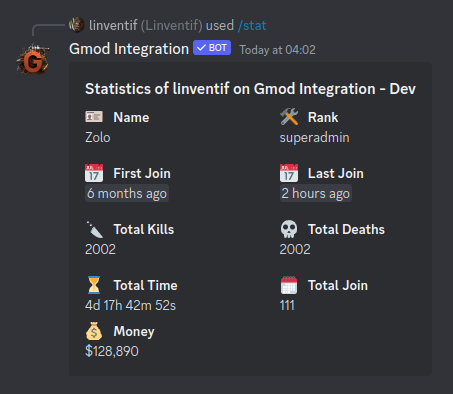 linventif (Linventif) used /stat
Gmod Integration ✓ BOT Today at 04:02
Statistics of linventif on Gmod Integration - Dev
Name Rank
Zolo superadmin
First Join Last Join
6 months ago 2 hours ago
Total Kills Total Deaths
2002 2002
Total Time Total Join
4d 17h 42m 52s 111
Money
$128,890